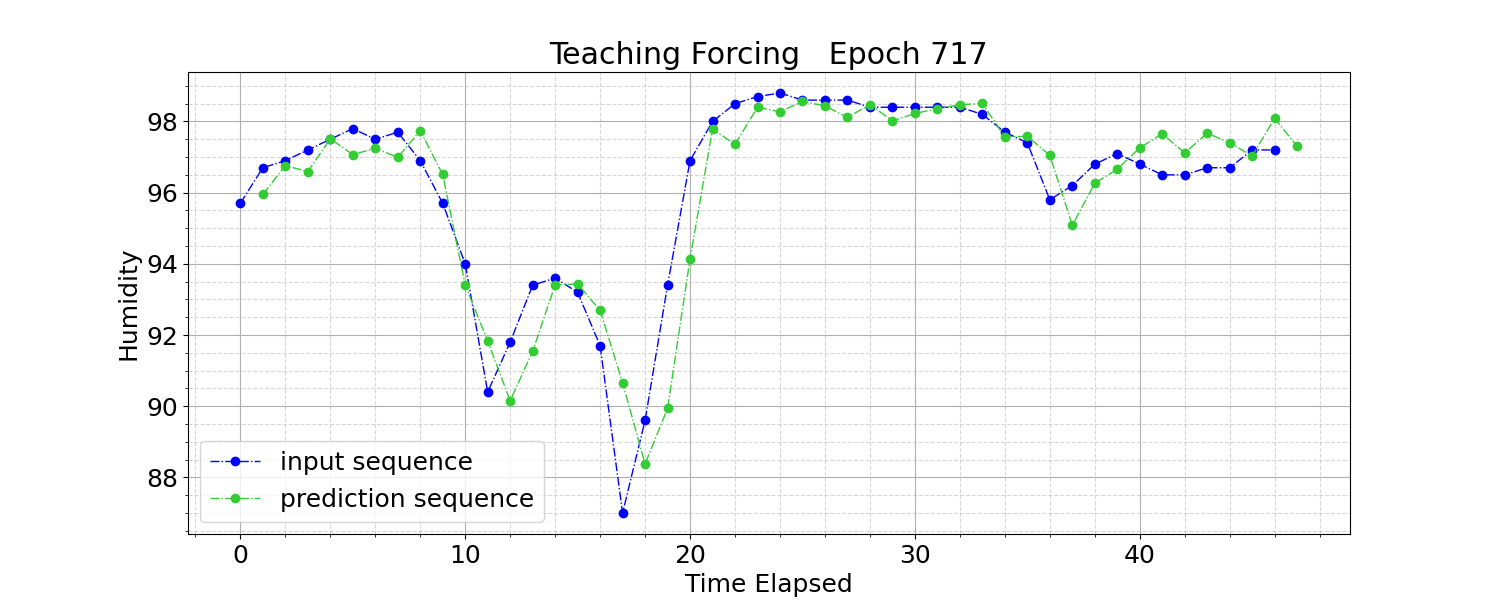 Teaching Forcing   Epoch 717
Humidity
98
96
94
92
90
88
input sequence
prediction sequence
0 10 20 30 40
Time Elapsed